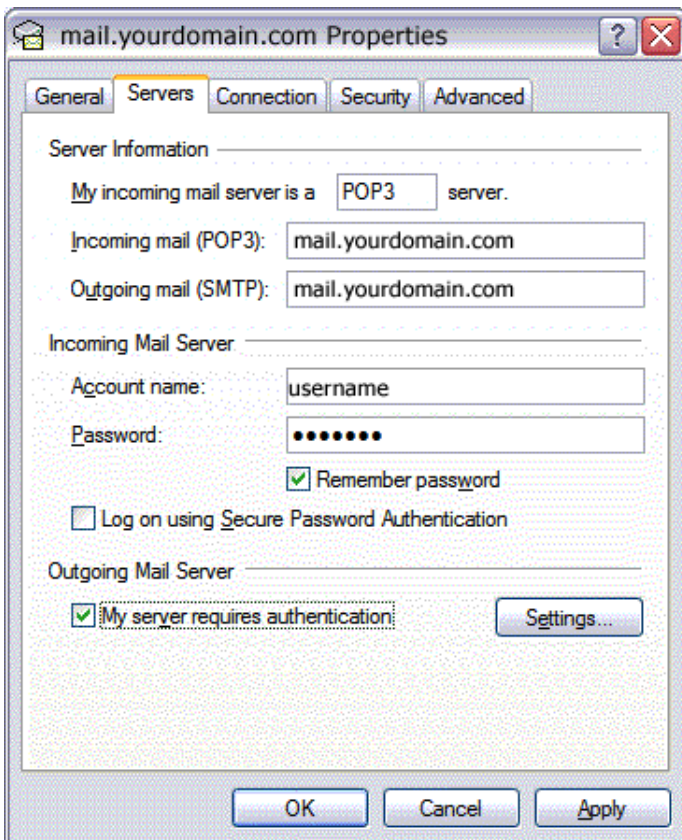 mail.yourdomain.com Properties
General Servers Connection Security Advanced
Server Information
My incoming mail server is a POP3 server.
Incoming mail (POP3): mail.yourdomain.com
Outgoing mail (SMTP): mail.yourdomain.com
Incoming Mail Server
Account name: username
Password: •••••••
Remember password
Log on using Secure Password Authentication
Outgoing Mail Server
My server requires authentication Settings...
OK Cancel Apply